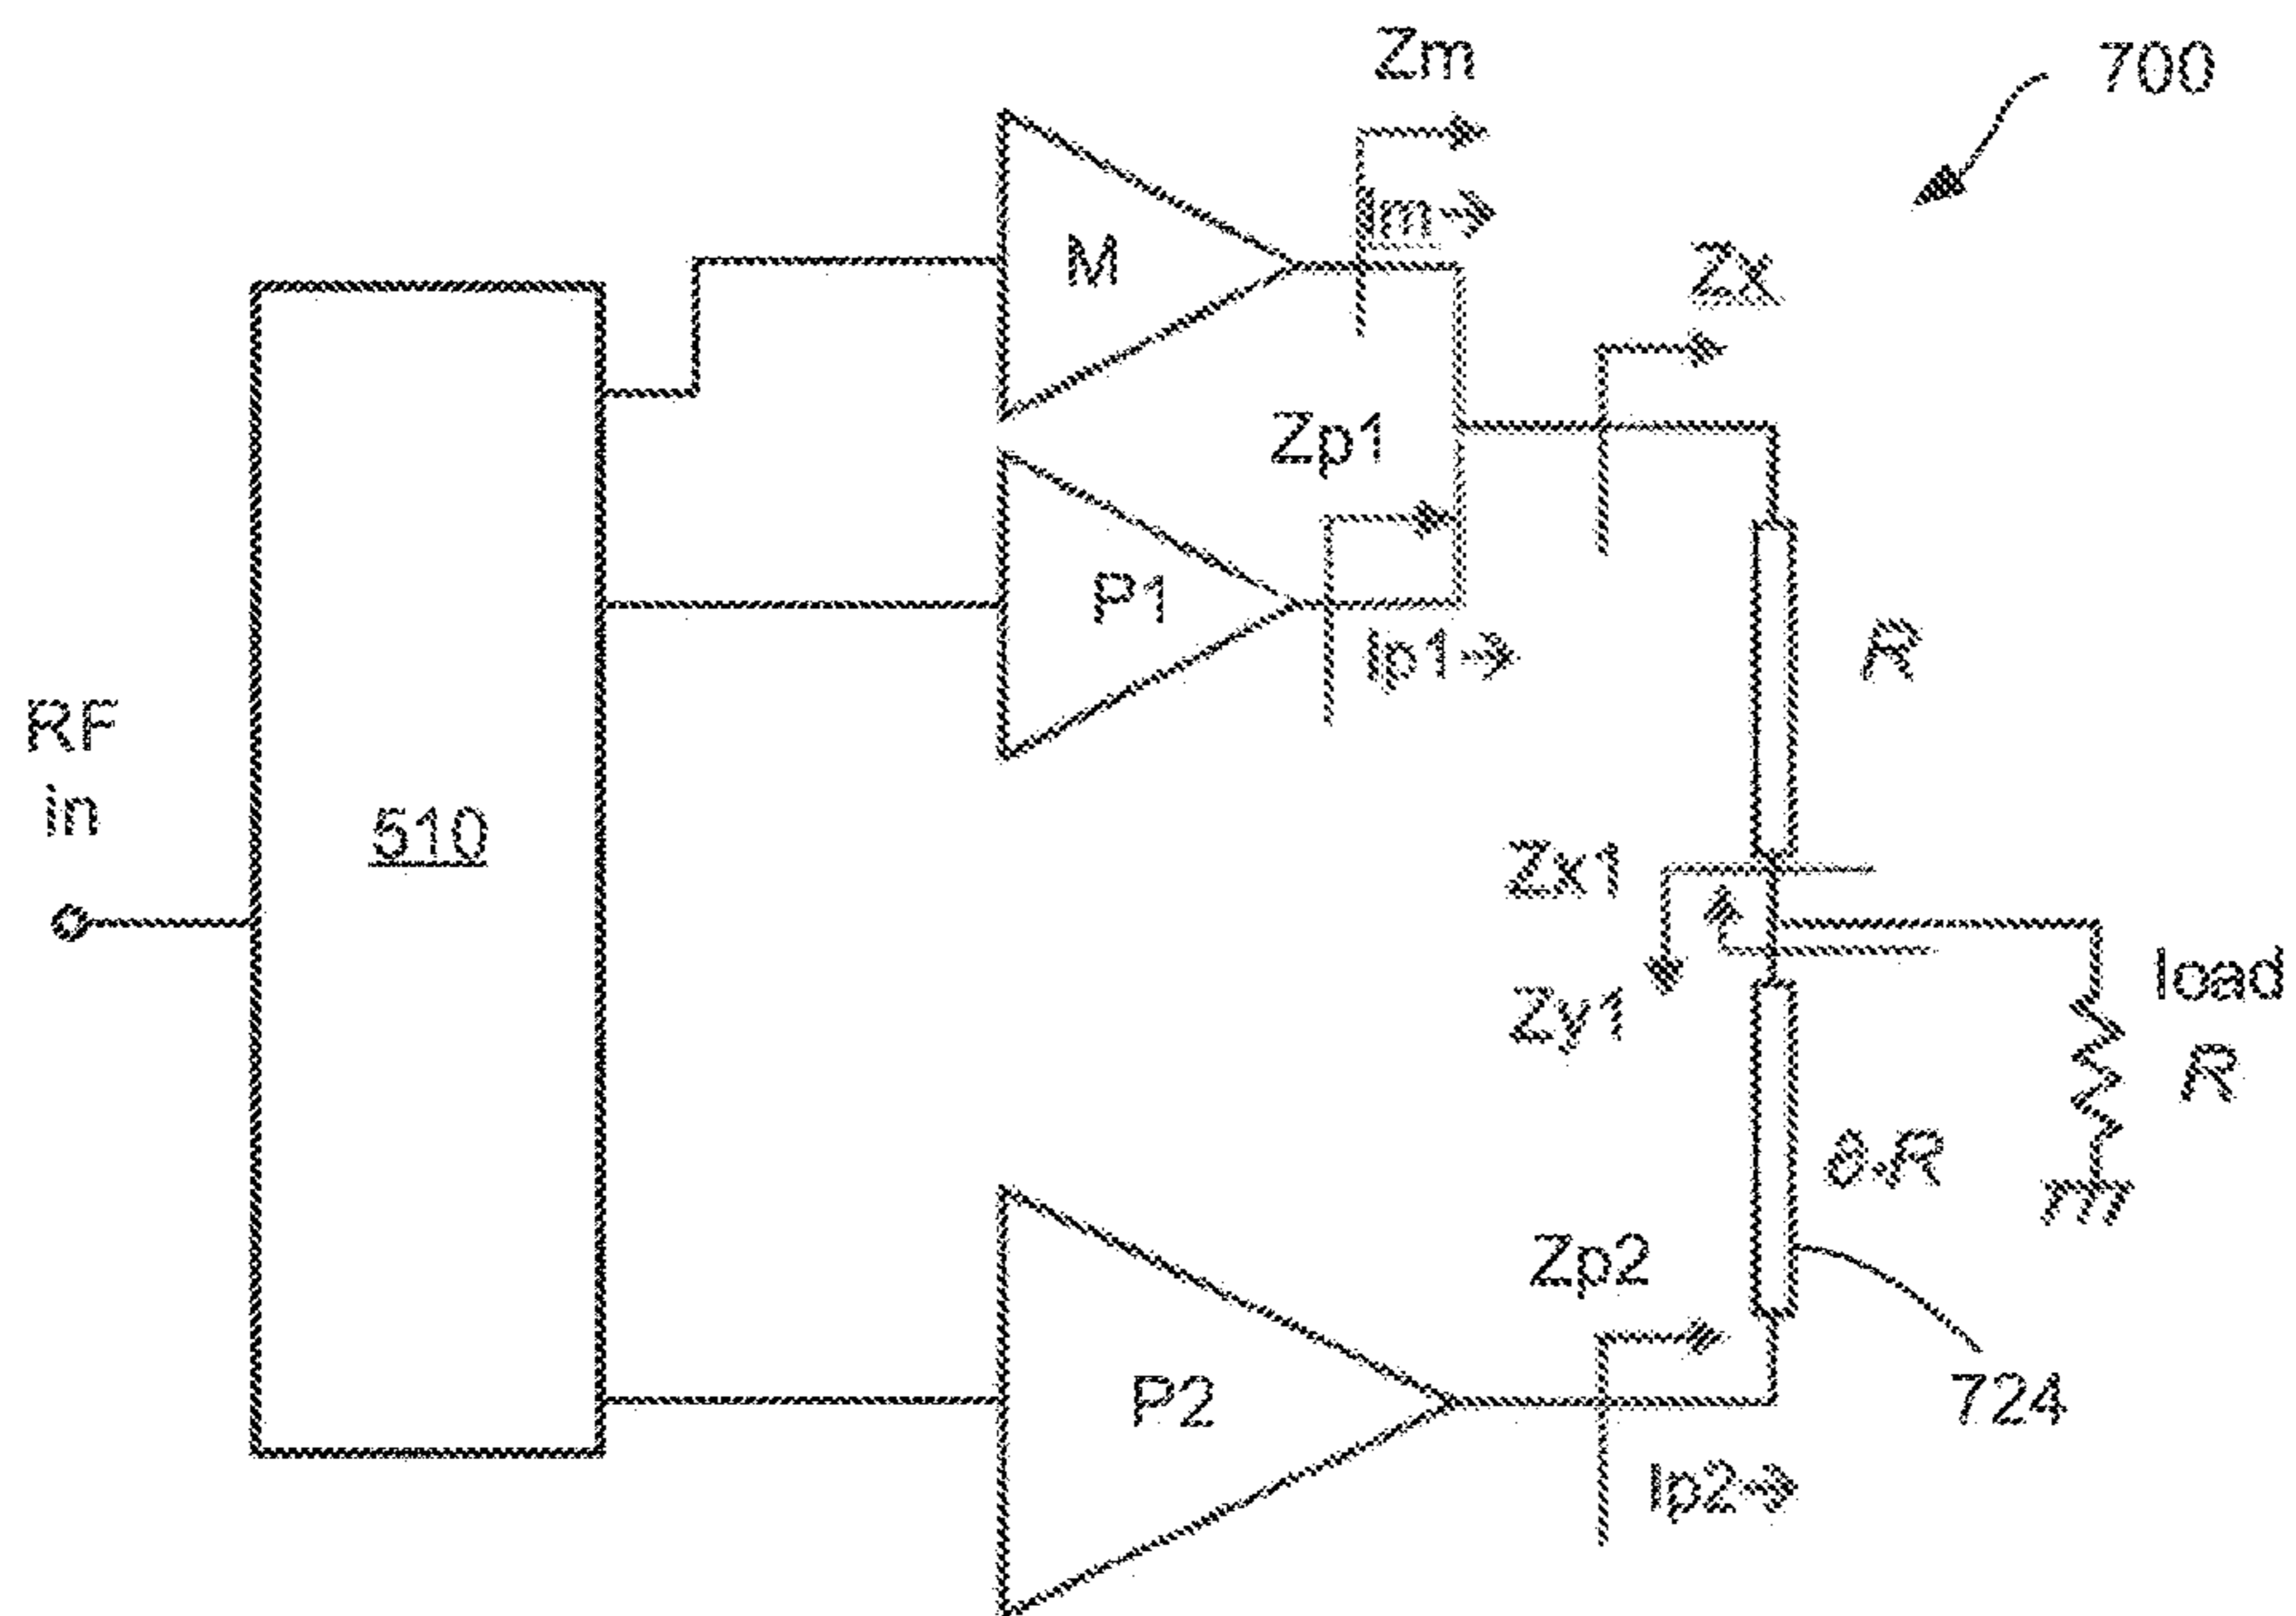 Zm
700
Im
M
Zx
Zp1
P1
Ip1
R
RF
in
510
Zx1
Zy1
load
R
θ·R
Zp2
P2
724
Ip2